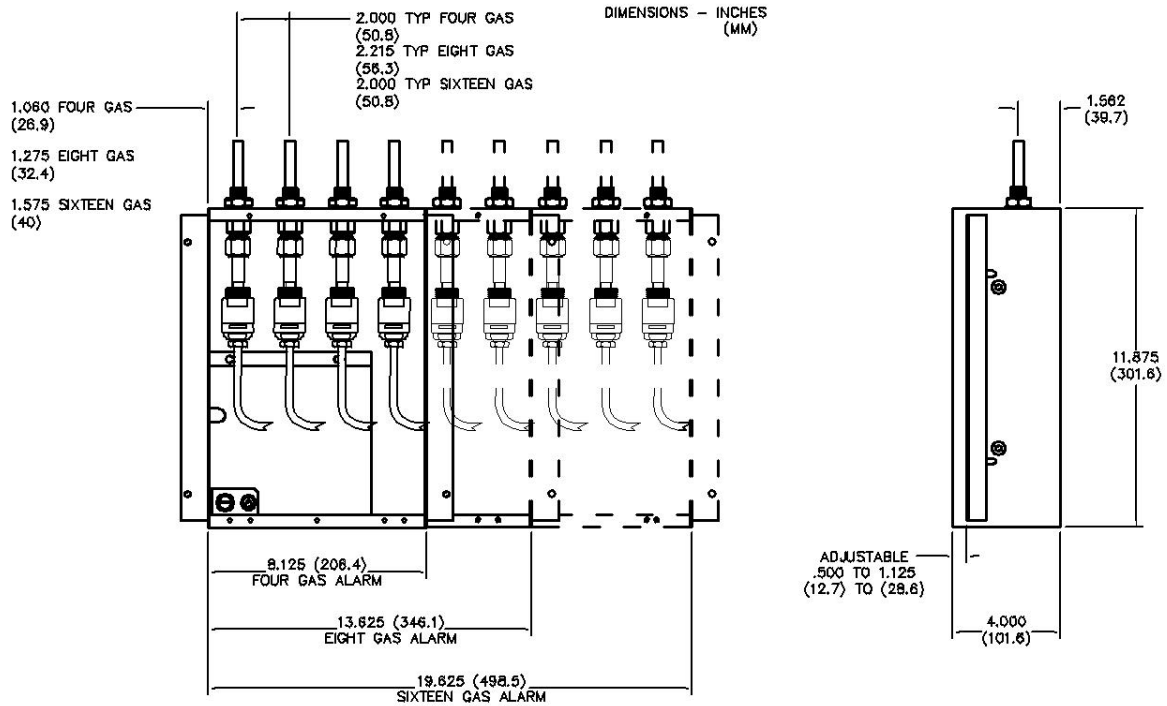 2.000 TYP FOUR GAS
(50.8)
2.215 TYP EIGHT GAS
(56.3)
2.000 TYP SIXTEEN GAS
(50.8)
DIMENSIONS - INCHES
(MM)
1.060 FOUR GAS
(26.9)
1.275 EIGHT GAS
(32.4)
1.575 SIXTEEN GAS
(40)
1.562
(39.7)
11.875
(301.6)
8.125 (206.4)
FOUR GAS ALARM
13.625 (346.1)
EIGHT GAS ALARM
19.625 (498.5)
SIXTEEN GAS ALARM
ADJUSTABLE
.500 TO 1.125
(12.7) TO (28.6)
4.000
(101.6)